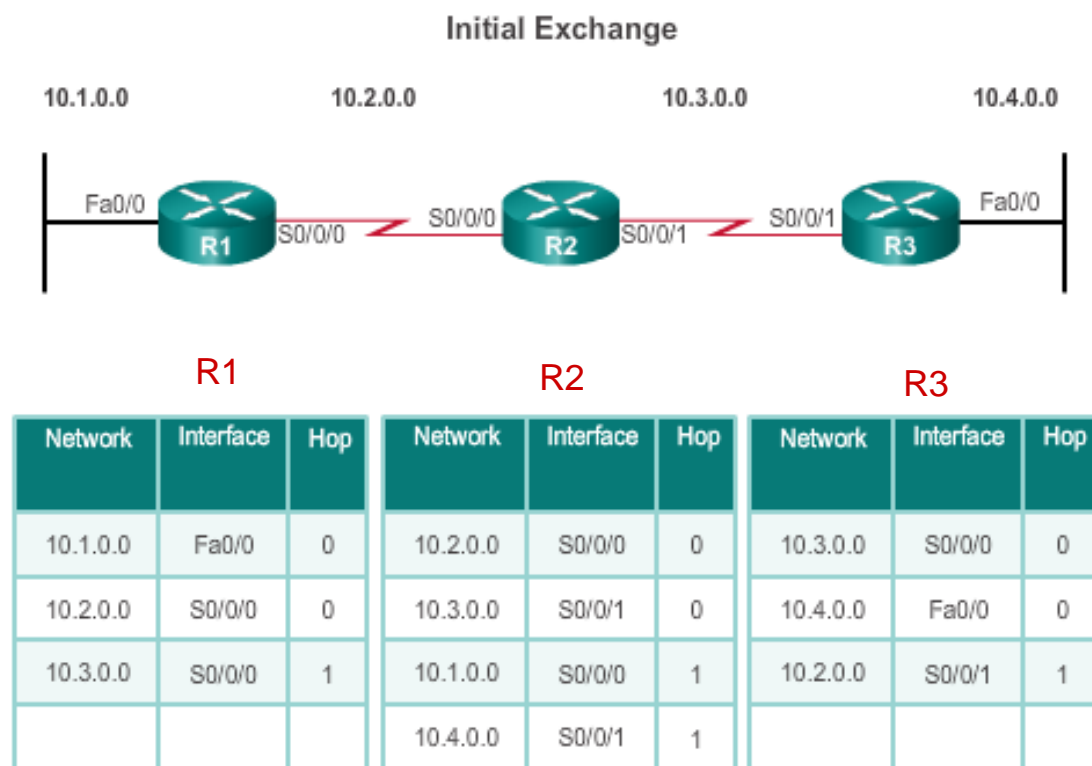 Initial Exchange
10.1.0.0 10.2.0.0 10.3.0.0 10.4.0.0
Fa0/0 R1 S0/0/0 S0/0/0 R2 S0/0/1 S0/0/1 R3 Fa0/0
R1
Network Interface Hop
10.1.0.0 Fa0/0 0
10.2.0.0 S0/0/0 0
10.3.0.0 S0/0/0 1
R2
Network Interface Hop
10.2.0.0 S0/0/0 0
10.3.0.0 S0/0/1 0
10.1.0.0 S0/0/0 1
10.4.0.0 S0/0/1 1
R3
Network Interface Hop
10.3.0.0 S0/0/0 0
10.4.0.0 Fa0/0 0
10.2.0.0 S0/0/1 1